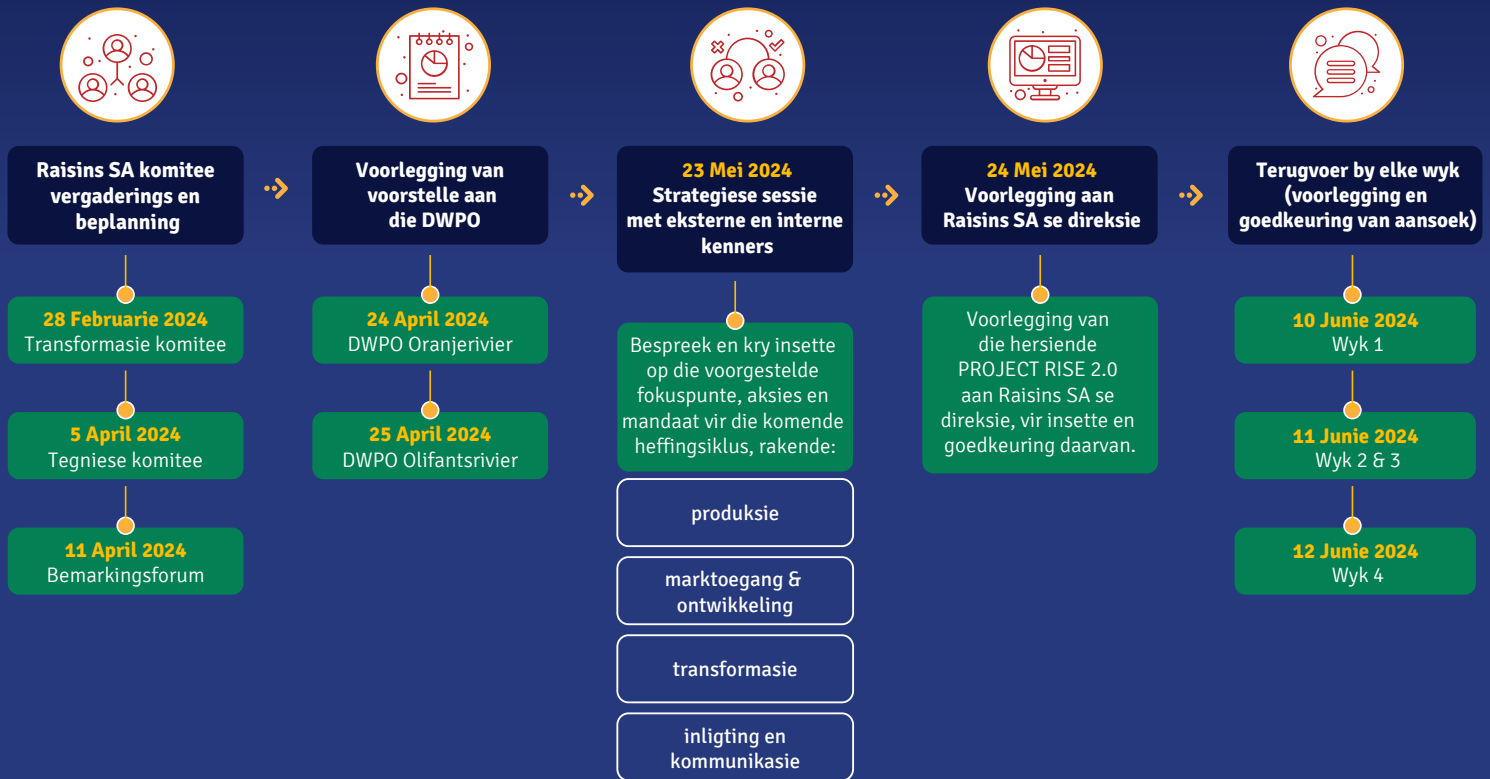 Raisins SA komitee
vergaderings en
beplanning
28 Februarie 2024
Transformasie komitee
5 April 2024
Tegniese komitee
11 April 2024
Bemarkingsforum
Voorlegging van
voorstelle aan
die DWPO
24 April 2024
DWPO Oranjerivier
25 April 2024
DWPO Olifantsrivier
23 Mei 2024
Strategiese sessie
met eksterne en interne
kenners
Bespreek en kry insette
op die voorgestelde
fokuspunte, aksies en
mandaat vir die komende
heffingsiklus, rakende:
produksie
marktoegang &
ontwikkeling
transformasie
inligting en
kommunikasie
24 Mei 2024
Voorlegging aan
Raisins SA se direksie
Voorlegging van
die hersiende
PROJECT RISE 2.0
aan Raisins SA se
direksie, vir insette en
goedkeuring daarvan.
Terugvoer by elke wyk
(voorlegging en
goedkeuring van aansoek)
10 Junie 2024
Wyk 1
11 Junie 2024
Wyk 2 & 3
12 Junie 2024
Wyk 4